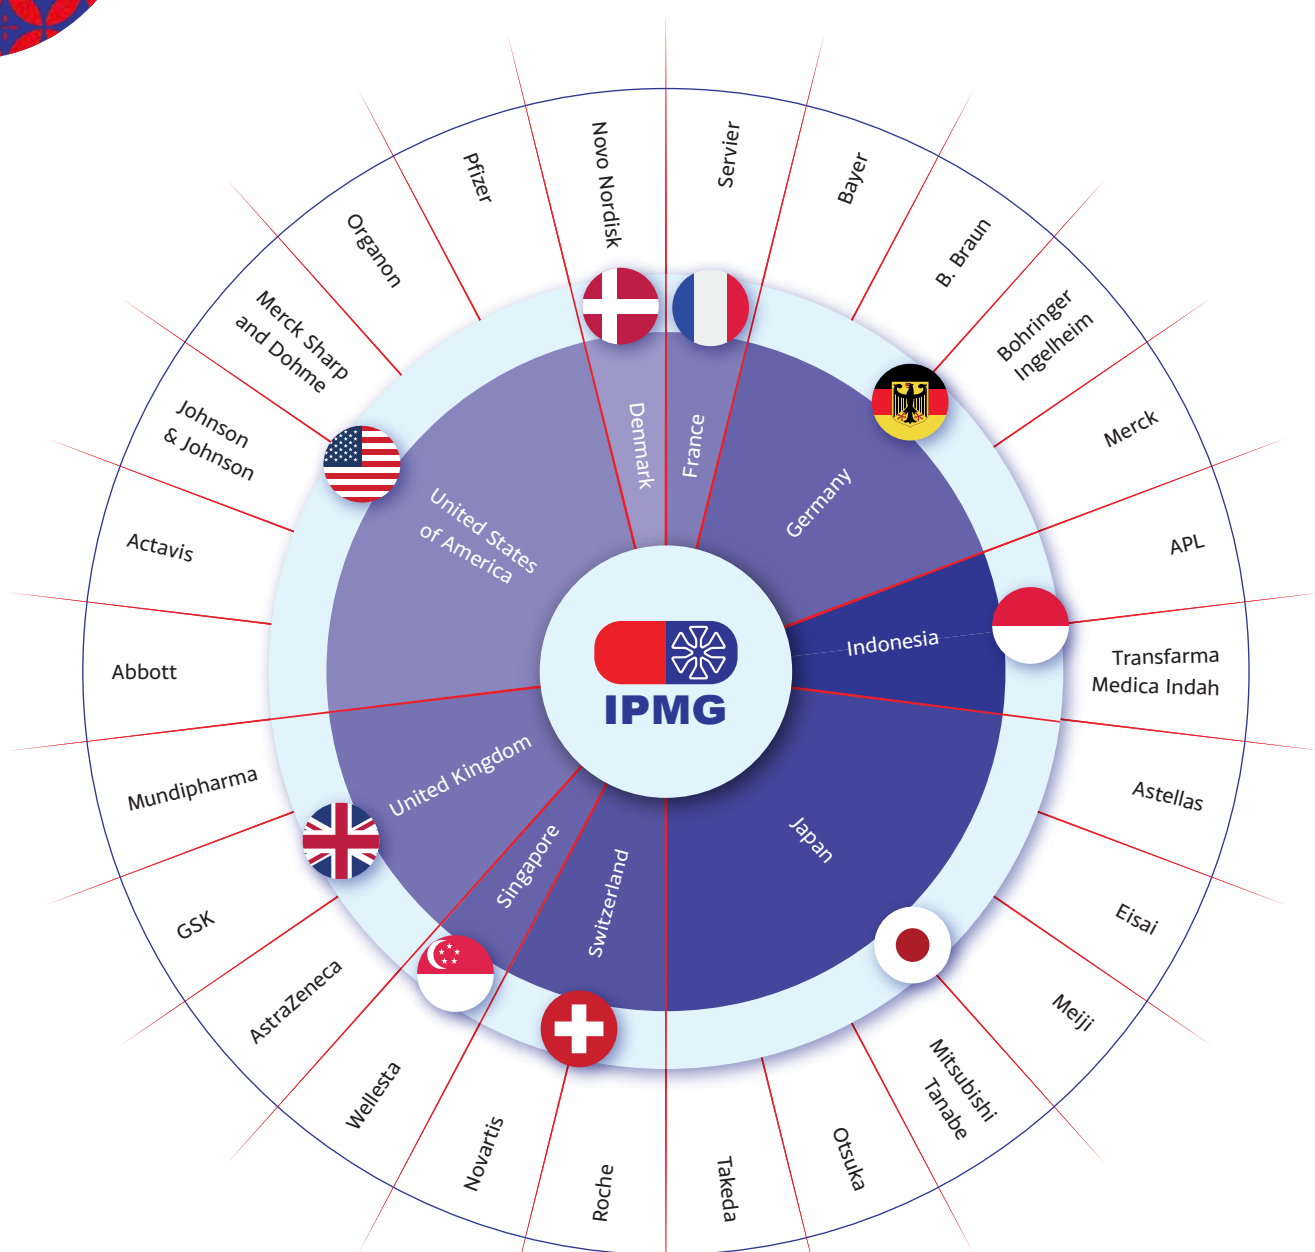 Servier
Bayer
B. Braun
Bohringer
Ingelheim
Merck
APL
Transfarma
Medica Indah
Astellas
Eisai
Meiji
Mitsubishi
Tanabe
Otsuka
Takeda
Roche
Novartis
Wellesta
AstraZeneca
GSK
Mundipharma
Abbott
Actavis
Johnson
& Johnson
Merck Sharp
and Dohme
Organon
Pfizer
Novo Nordisk
France
Germany
Indonesia
Japan
Switzerland
Singapore
United Kingdom
United States
of America
Denmark
IPMG